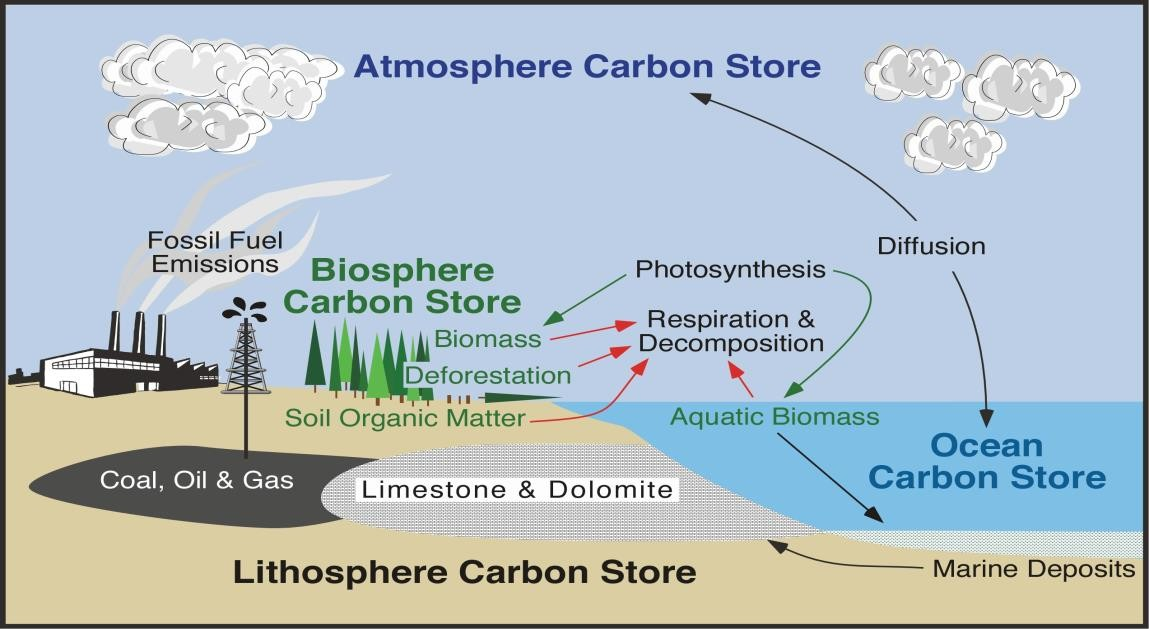 Atmosphere Carbon Store
Fossil Fuel
Emissions
Biosphere
Carbon Store
Photosynthesis
Diffusion
Biomass
Respiration &
Decomposition
Deforestation
Soil Organic Matter
Aquatic Biomass
Ocean
Carbon Store
Coal, Oil & Gas
Limestone & Dolomite
Lithosphere Carbon Store
Marine Deposits